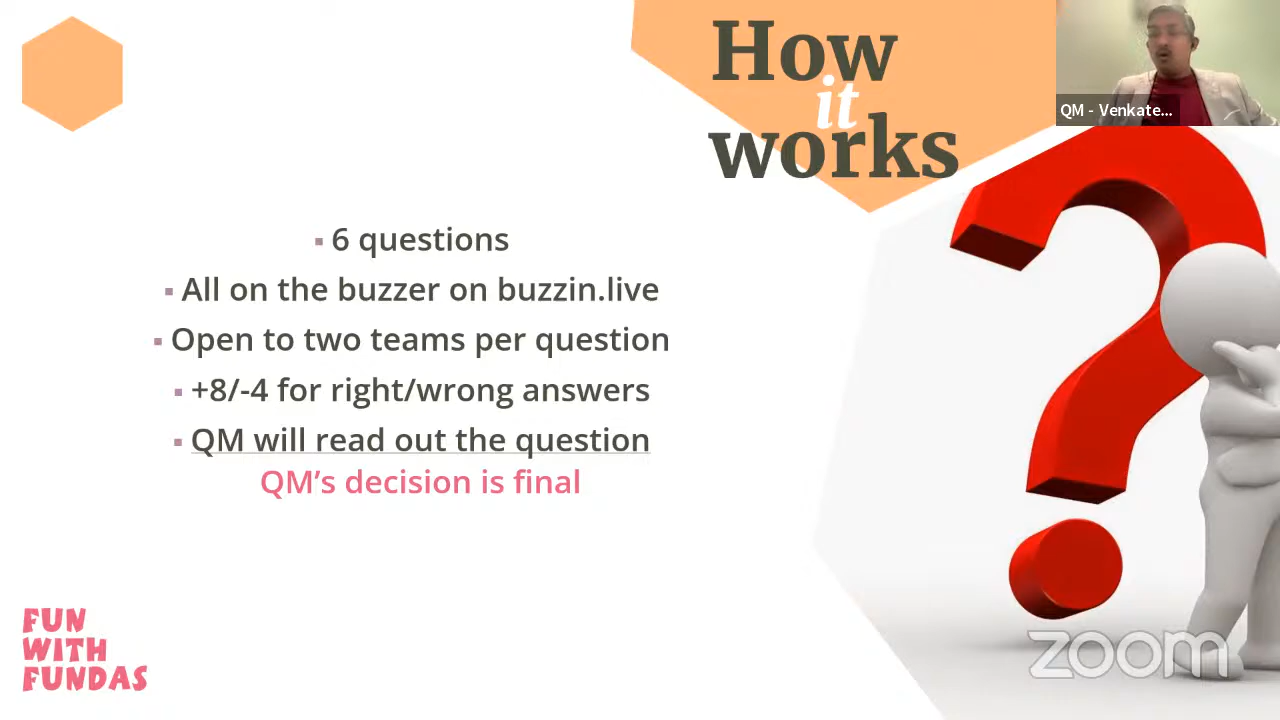 How
it
works
QM - Venkate...
▪ 6 questions
▪ All on the buzzer on buzzin.live
▪ Open to two teams per question
▪ +8/-4 for right/wrong answers
▪ QM will read out the question
QM’s decision is final
FUN
WITH
FUNDAS
zoom